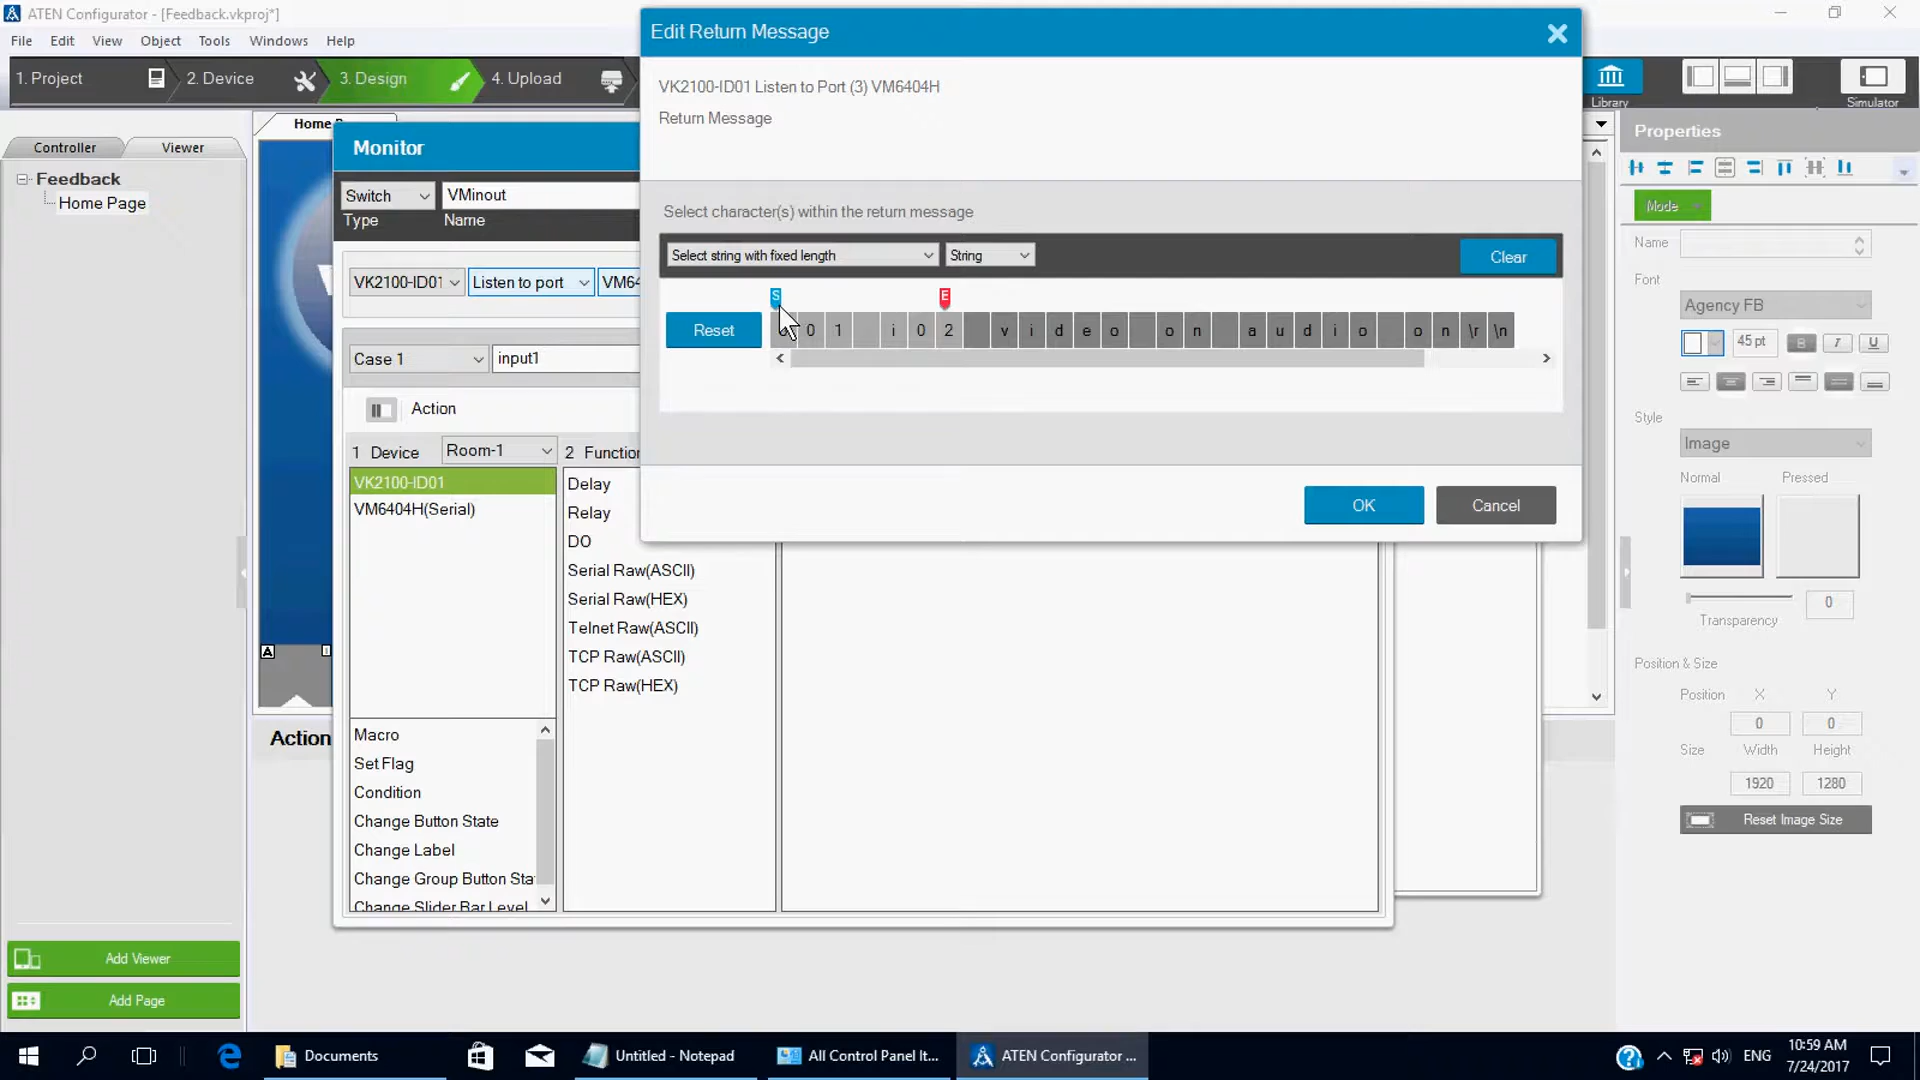 ATEN Configurator - [Feedback.vkproj*]
File Edit View Object Tools Windows Help
1. Project 2. Device 3. Design 4. Upload
Library
Simulator
Controller Viewer
Feedback
Home Page
Monitor
Switch VMinout
Type Name
VK2100-ID01 Listen to port
Case 1 input1
Action
1 Device Room-1 2
VK2100-ID01
VM6404H(Serial)
Delay
Relay
DO
Serial Raw(ASCII)
Serial Raw(HEX)
Telnet Raw(ASCII)
TCP Raw(ASCII)
TCP Raw(HEX)
Macro
Set Flag
Condition
Change Button State
Change Label
Change Group Button Sta
Change Slider Bar Level
Action
Edit Return Message
VK2100-ID01 Listen to Port (3) VM6404H
Return Message
Select character(s) within the return message
Select string with fixed length String Clear
S E
Reset 0 1 i 0 2 v i d e o o n a u d i o o n \r \n
OK Cancel
Properties
Mode
Name
Font
Agency FB
45 pt B I U
Style
Image
Normal Pressed
0
Transparency
Position & Size
Position X Y
0 0
Size Width Height
1920 1280
Reset Image Size
Add Viewer
Add Page
Documents Untitled - Notepad All Control Panel It... ATEN Configurator ...
ENG 10:59 AM
7/24/2017